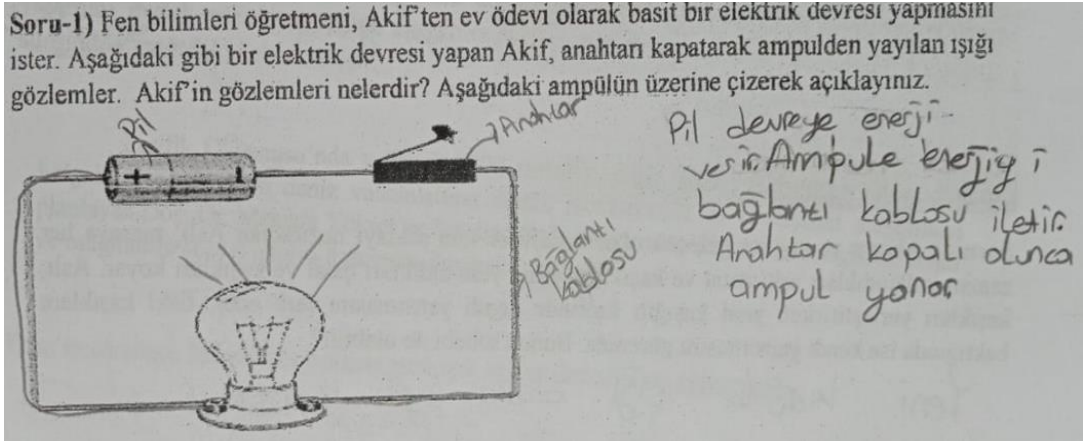 Soru-1) Fen bilimleri öğretmeni, Akif'ten ev ödevi olarak basit bir elektrik devresi yapmasını
ister. Aşağıdaki gibi bir elektrik devresi yapan Akif, anahtarı kapatarak ampulden yayılan ışığı
gözlemler. Akif'in gözlemleri nelerdir? Aşağıdaki ampülün üzerine çizerek açıklayınız.
Pil
Anahtar
+
-
Bağlantı
kablosu
Pil devreye enerji
verir. Ampule enerjiyi
bağlantı kablosu iletir.
Anahtar kapalı olunca
ampul yanar